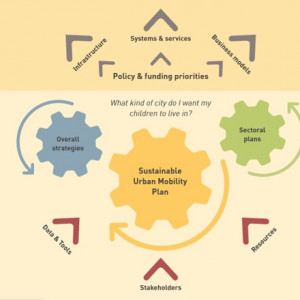 Systems & services
Infrastructure
Business models
Policy & funding priorities
What kind of city do I want my
children to live in?
Overall
strategies
Sectoral
plans
Sustainable
Urban Mobility
Plan
Data & Tools
Resources
Stakeholders